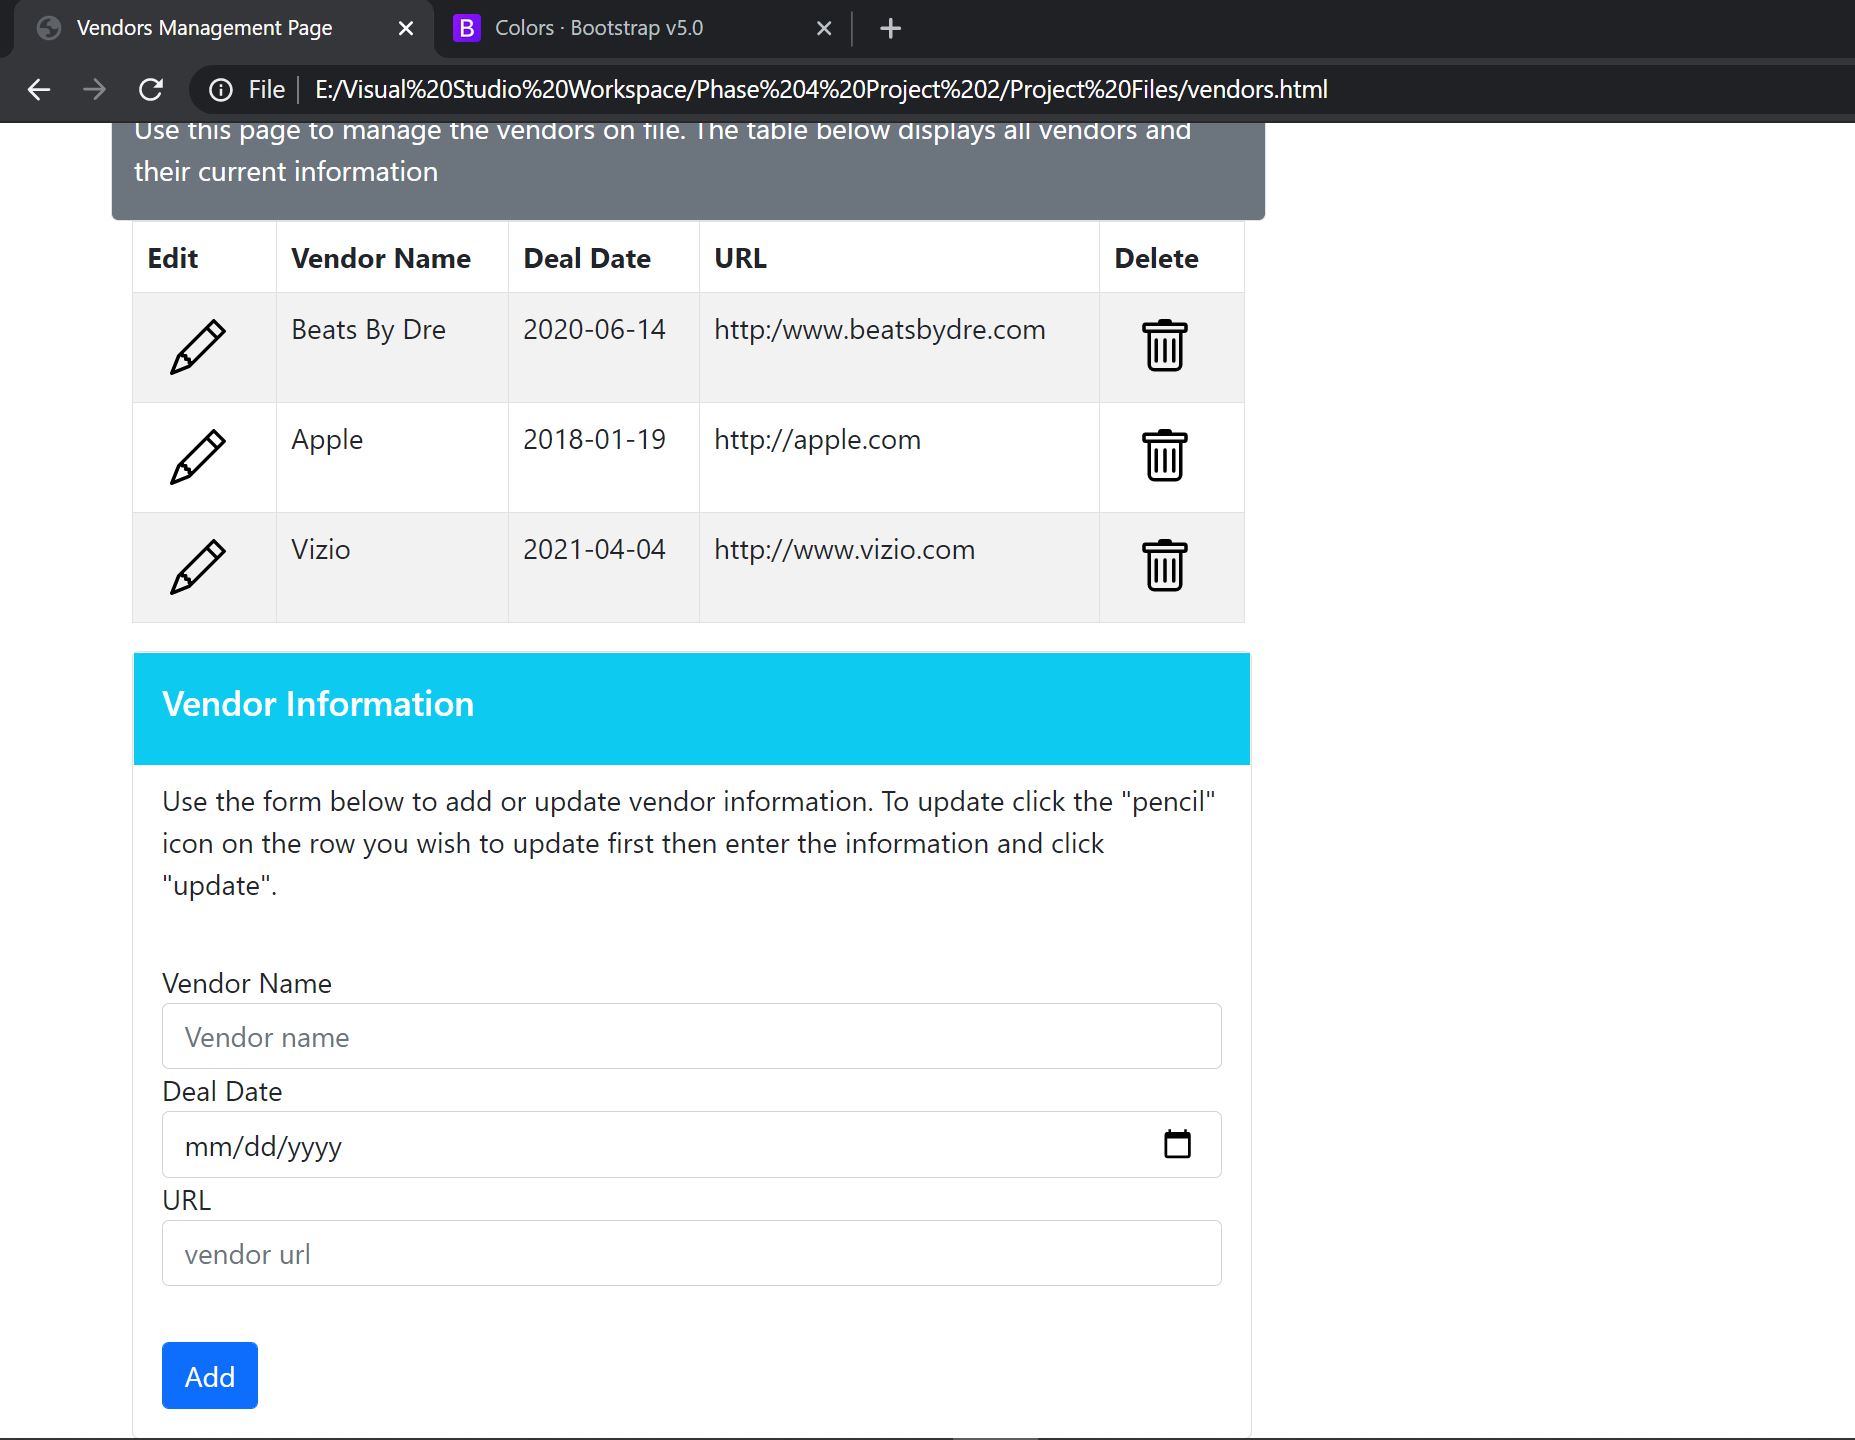 Vendors Management Page
B Colors · Bootstrap v5.0
File E:/Visual%20Studio%20Workspace/Phase%204%20Project%202/Project%20Files/vendors.html
Use this page to manage the vendors on file. The table below displays all vendors and
their current information
Edit Vendor Name Deal Date URL Delete
Beats By Dre 2020-06-14 http:/www.beatsbydre.com
Apple 2018-01-19 http://apple.com
Vizio 2021-04-04 http://www.vizio.com
Vendor Information
Use the form below to add or update vendor information. To update click the "pencil"
icon on the row you wish to update first then enter the information and click
"update".
Vendor Name
Vendor name
Deal Date
mm/dd/yyyy
URL
vendor url
Add